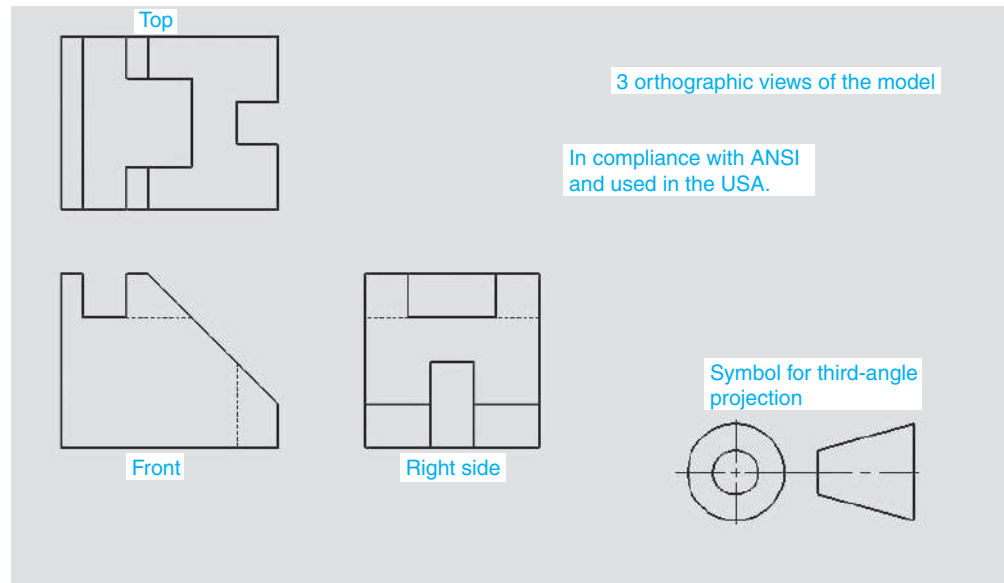 Top
3 orthographic views of the model
In compliance with ANSI
and used in the USA.
Symbol for third-angle
projection
Front
Right side